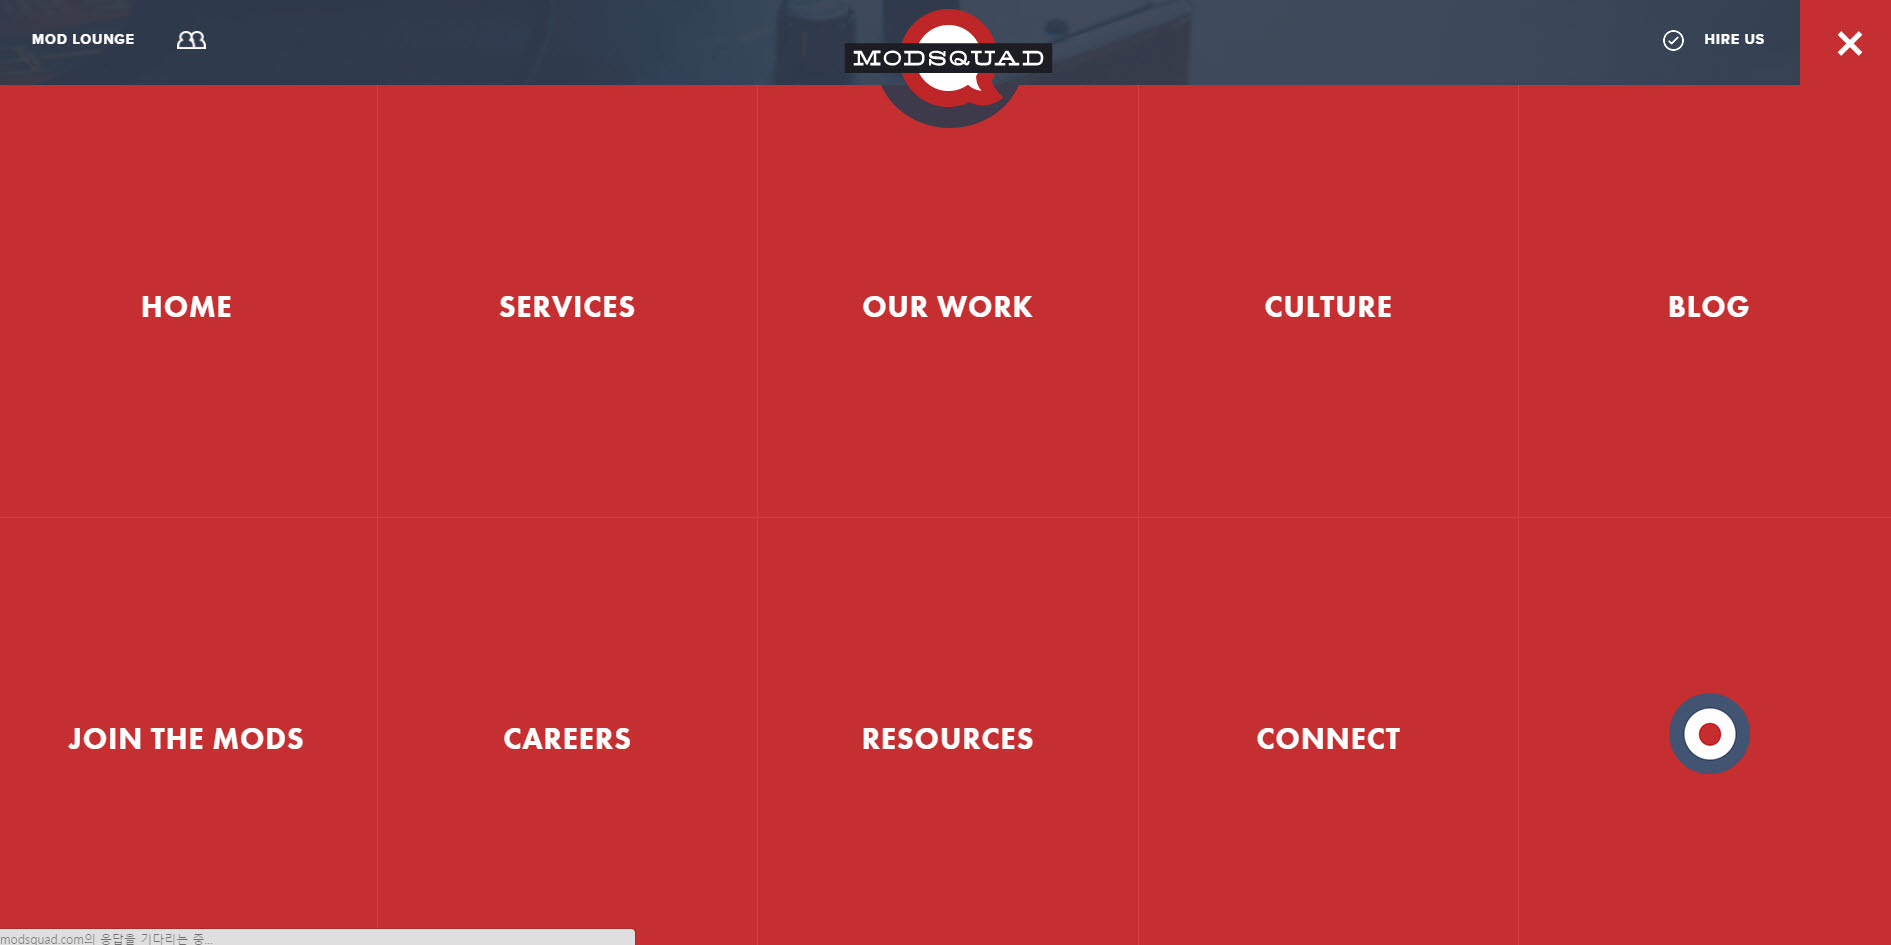 MOD LOUNGE
MODSQUAD
HIRE US
HOME
SERVICES
OUR WORK
CULTURE
BLOG
JOIN THE MODS
CAREERS
RESOURCES
CONNECT
modsquad.com의 응답을 기다리는 중...